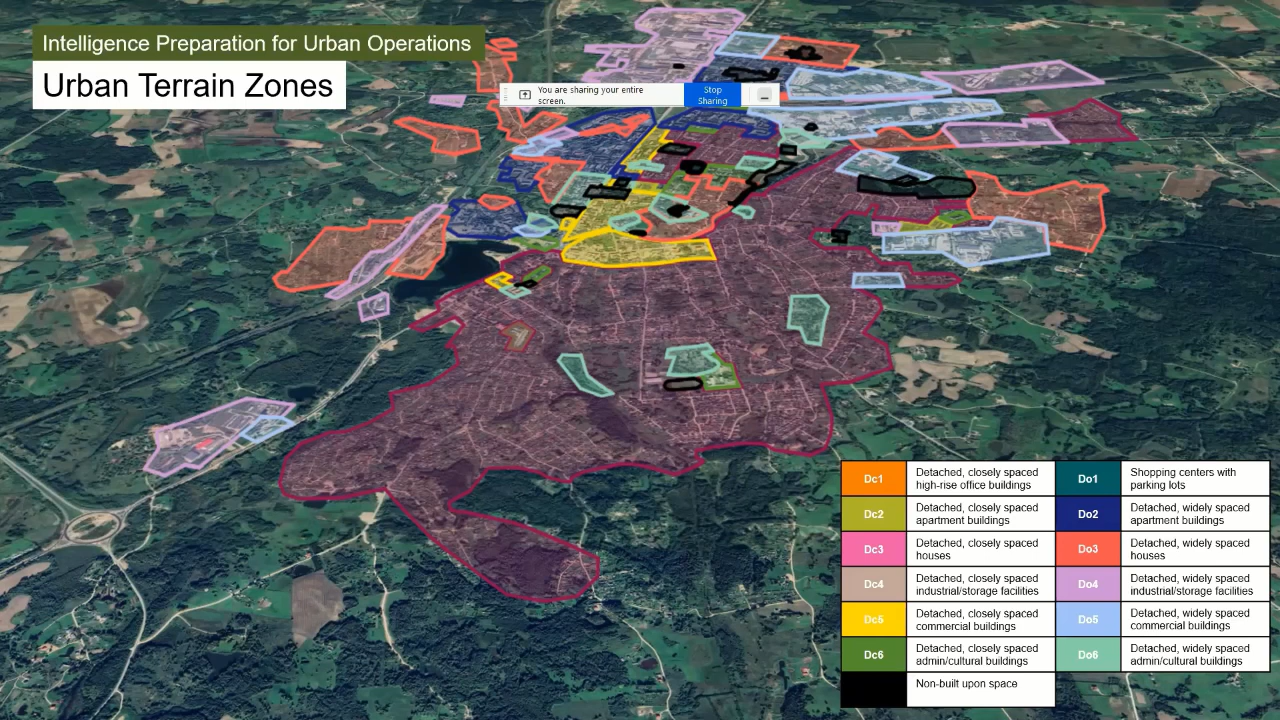 Intelligence Preparation for Urban Operations
Urban Terrain Zones
You are sharing your entire
screen.
Stop
Sharing
Dc1
Detached, closely spaced
high-rise office buildings
Do1
Shopping centers with
parking lots
Dc2
Detached, closely spaced
apartment buildings
Do2
Detached, widely spaced
apartment buildings
Dc3
Detached, closely spaced
houses
Do3
Detached, widely spaced
houses
Dc4
Detached, closely spaced
industrial/storage facilities
Do4
Detached, widely spaced
industrial/storage facilities
Dc5
Detached, closely spaced
commercial buildings
Do5
Detached, widely spaced
commercial buildings
Dc6
Detached, closely spaced
admin/cultural buildings
Do6
Detached, widely spaced
admin/cultural buildings
Non-built upon space